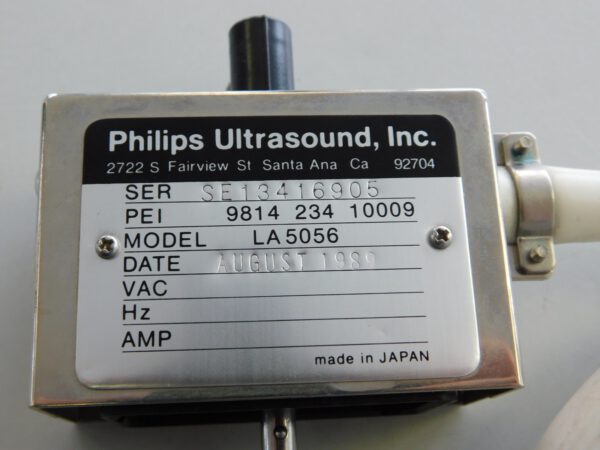 Philips Ultrasound, Inc.
2722 S Fairview St Santa Ana Ca 92704
SER SE13416905
PEI 9814 234 10009
MODEL LA5056
DATE AUGUST 1989
VAC
Hz
AMP
made in JAPAN